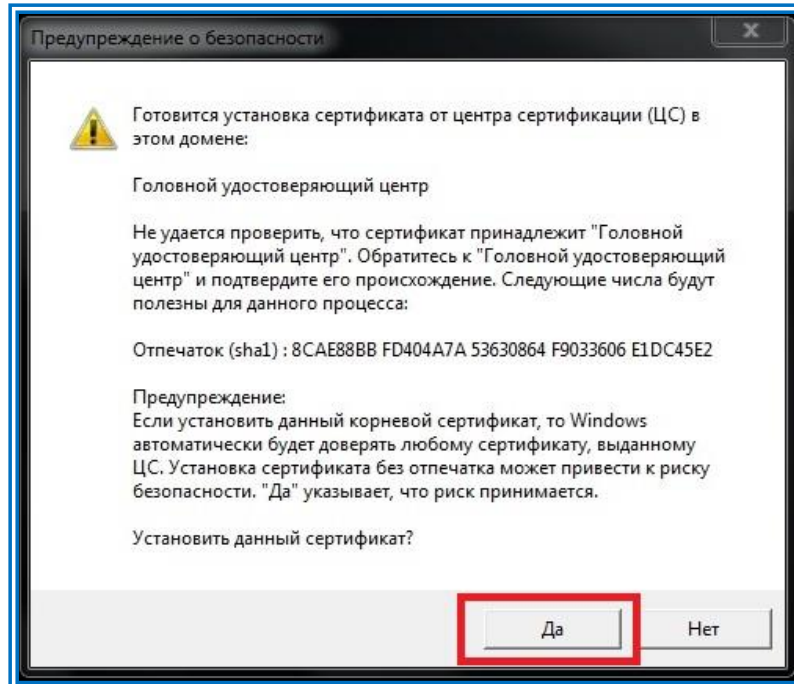 Предупреждение о безопасности
Готовится установка сертификата от центра сертификации (ЦС) в
этом домене:
Головной удостоверяющий центр
Не удается проверить, что сертификат принадлежит "Головной
удостоверяющий центр". Обратитесь к "Головной удостоверяющий
центр" и подтвердите его происхождение. Следующие числа будут
полезны для данного процесса:
Отпечаток (sha1) : 8CAE88BB FD404A7A 53630864 F9033606 E1DC45E2
Предупреждение:
Если установить данный корневой сертификат, то Windows
автоматически будет доверять любому сертификату, выданному
ЦС. Установка сертификата без отпечатка может привести к риску
безопасности. "Да" указывает, что риск принимается.
Установить данный сертификат?
Да Нет